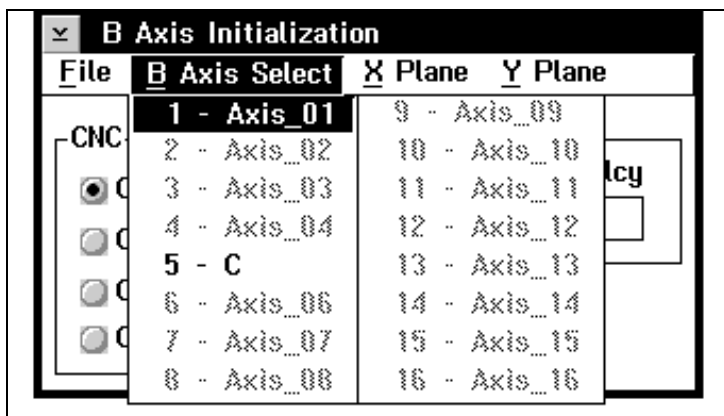 B Axis Initialization
File B Axis Select X Plane Y Plane
1 - Axis_01
2 - Axis_02
3 - Axis_03
4 - Axis_04
5 - C
6 - Axis_06
7 - Axis_07
8 - Axis_08
9 - Axis_09
10 - Axis_10
11 - Axis_11
12 - Axis_12
13 - Axis_13
14 - Axis_14
15 - Axis_15
16 - Axis_16
CNC